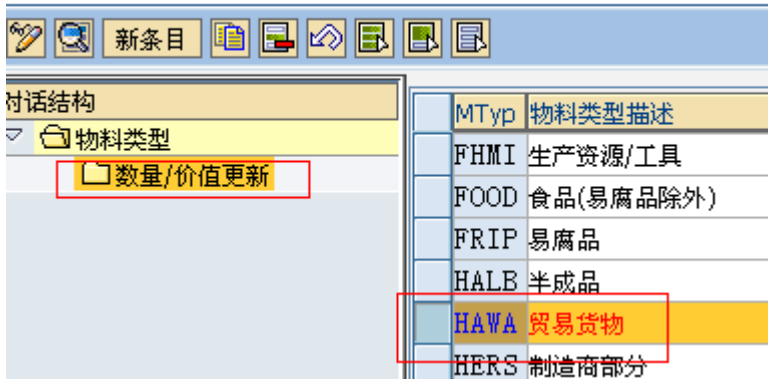 新条目
对话结构
物料类型
数量/价值更新
MTyp 物料类型描述
FHMI 生产资源/工具
FOOD 食品(易腐品除外)
FRIP 易腐品
HALB 半成品
HAWA 贸易货物
HERS 制造商部分